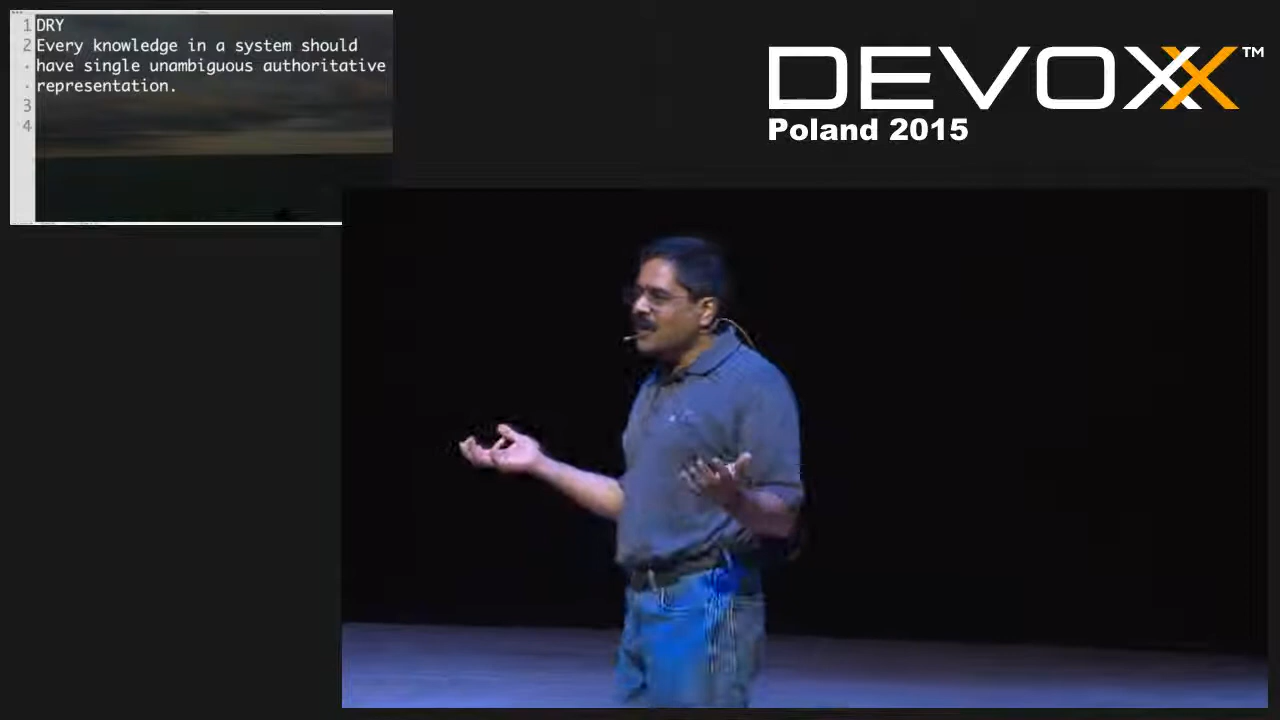 1 DRY
2 Every knowledge in a system should
· have single unambiguous authoritative
· representation.
3
4
DEVOXX™
Poland 2015